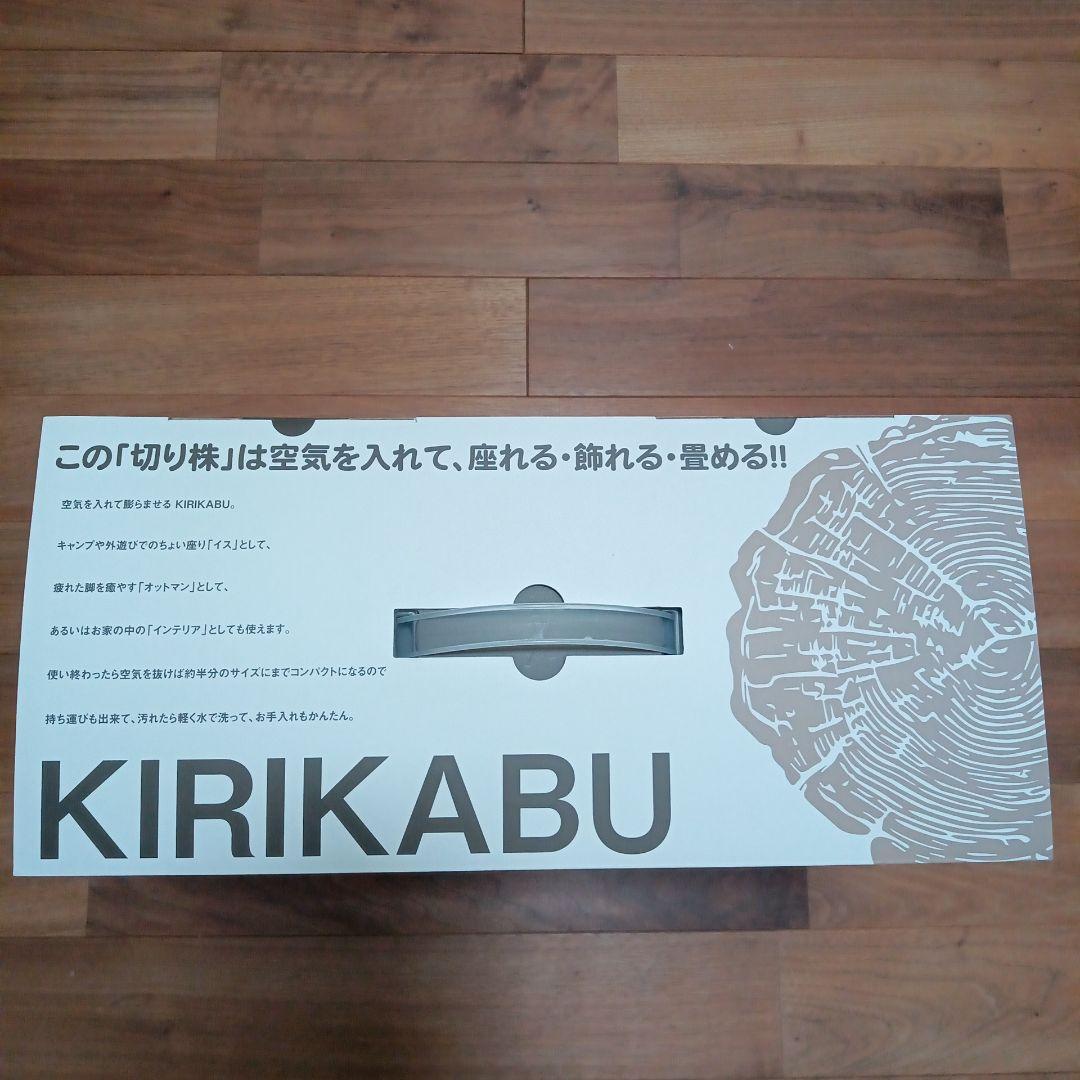 この「切り株」は空気を入れて、座れる・飾れる・畳める!!
空気を入れて膨らませる KIRIKABU。
キャンプや外遊びでのちょい座り「イス」として、
疲れた脚を癒やす「オットマン」として、
あるいはお家の中の「インテリア」としても使えます。
使い終わったら空気を抜けば約半分のサイズにまでコンパクトになるので
持ち運びも出来て、汚れたら軽く水で洗って、お手入れもかんたん。
KIRIKABU